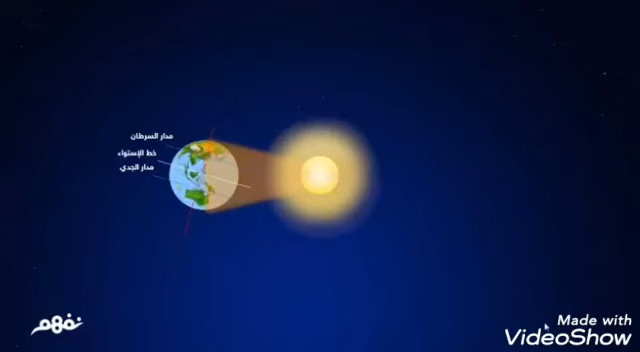 مدار السرطان
خط الإستواء
مدار الجدي
نفهم
Made with
VideoShow